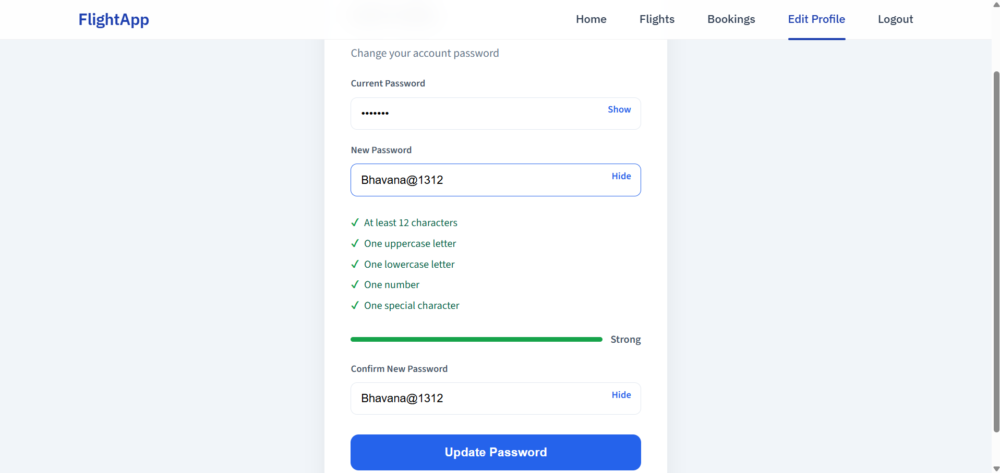 FlightApp
Home
Flights
Bookings
Edit Profile
Logout
Change your account password
Current Password
•••••••
Show
New Password
Bhavana@1312
Hide
✓ At least 12 characters
✓ One uppercase letter
✓ One lowercase letter
✓ One number
✓ One special character
Strong
Confirm New Password
Bhavana@1312
Hide
Update Password